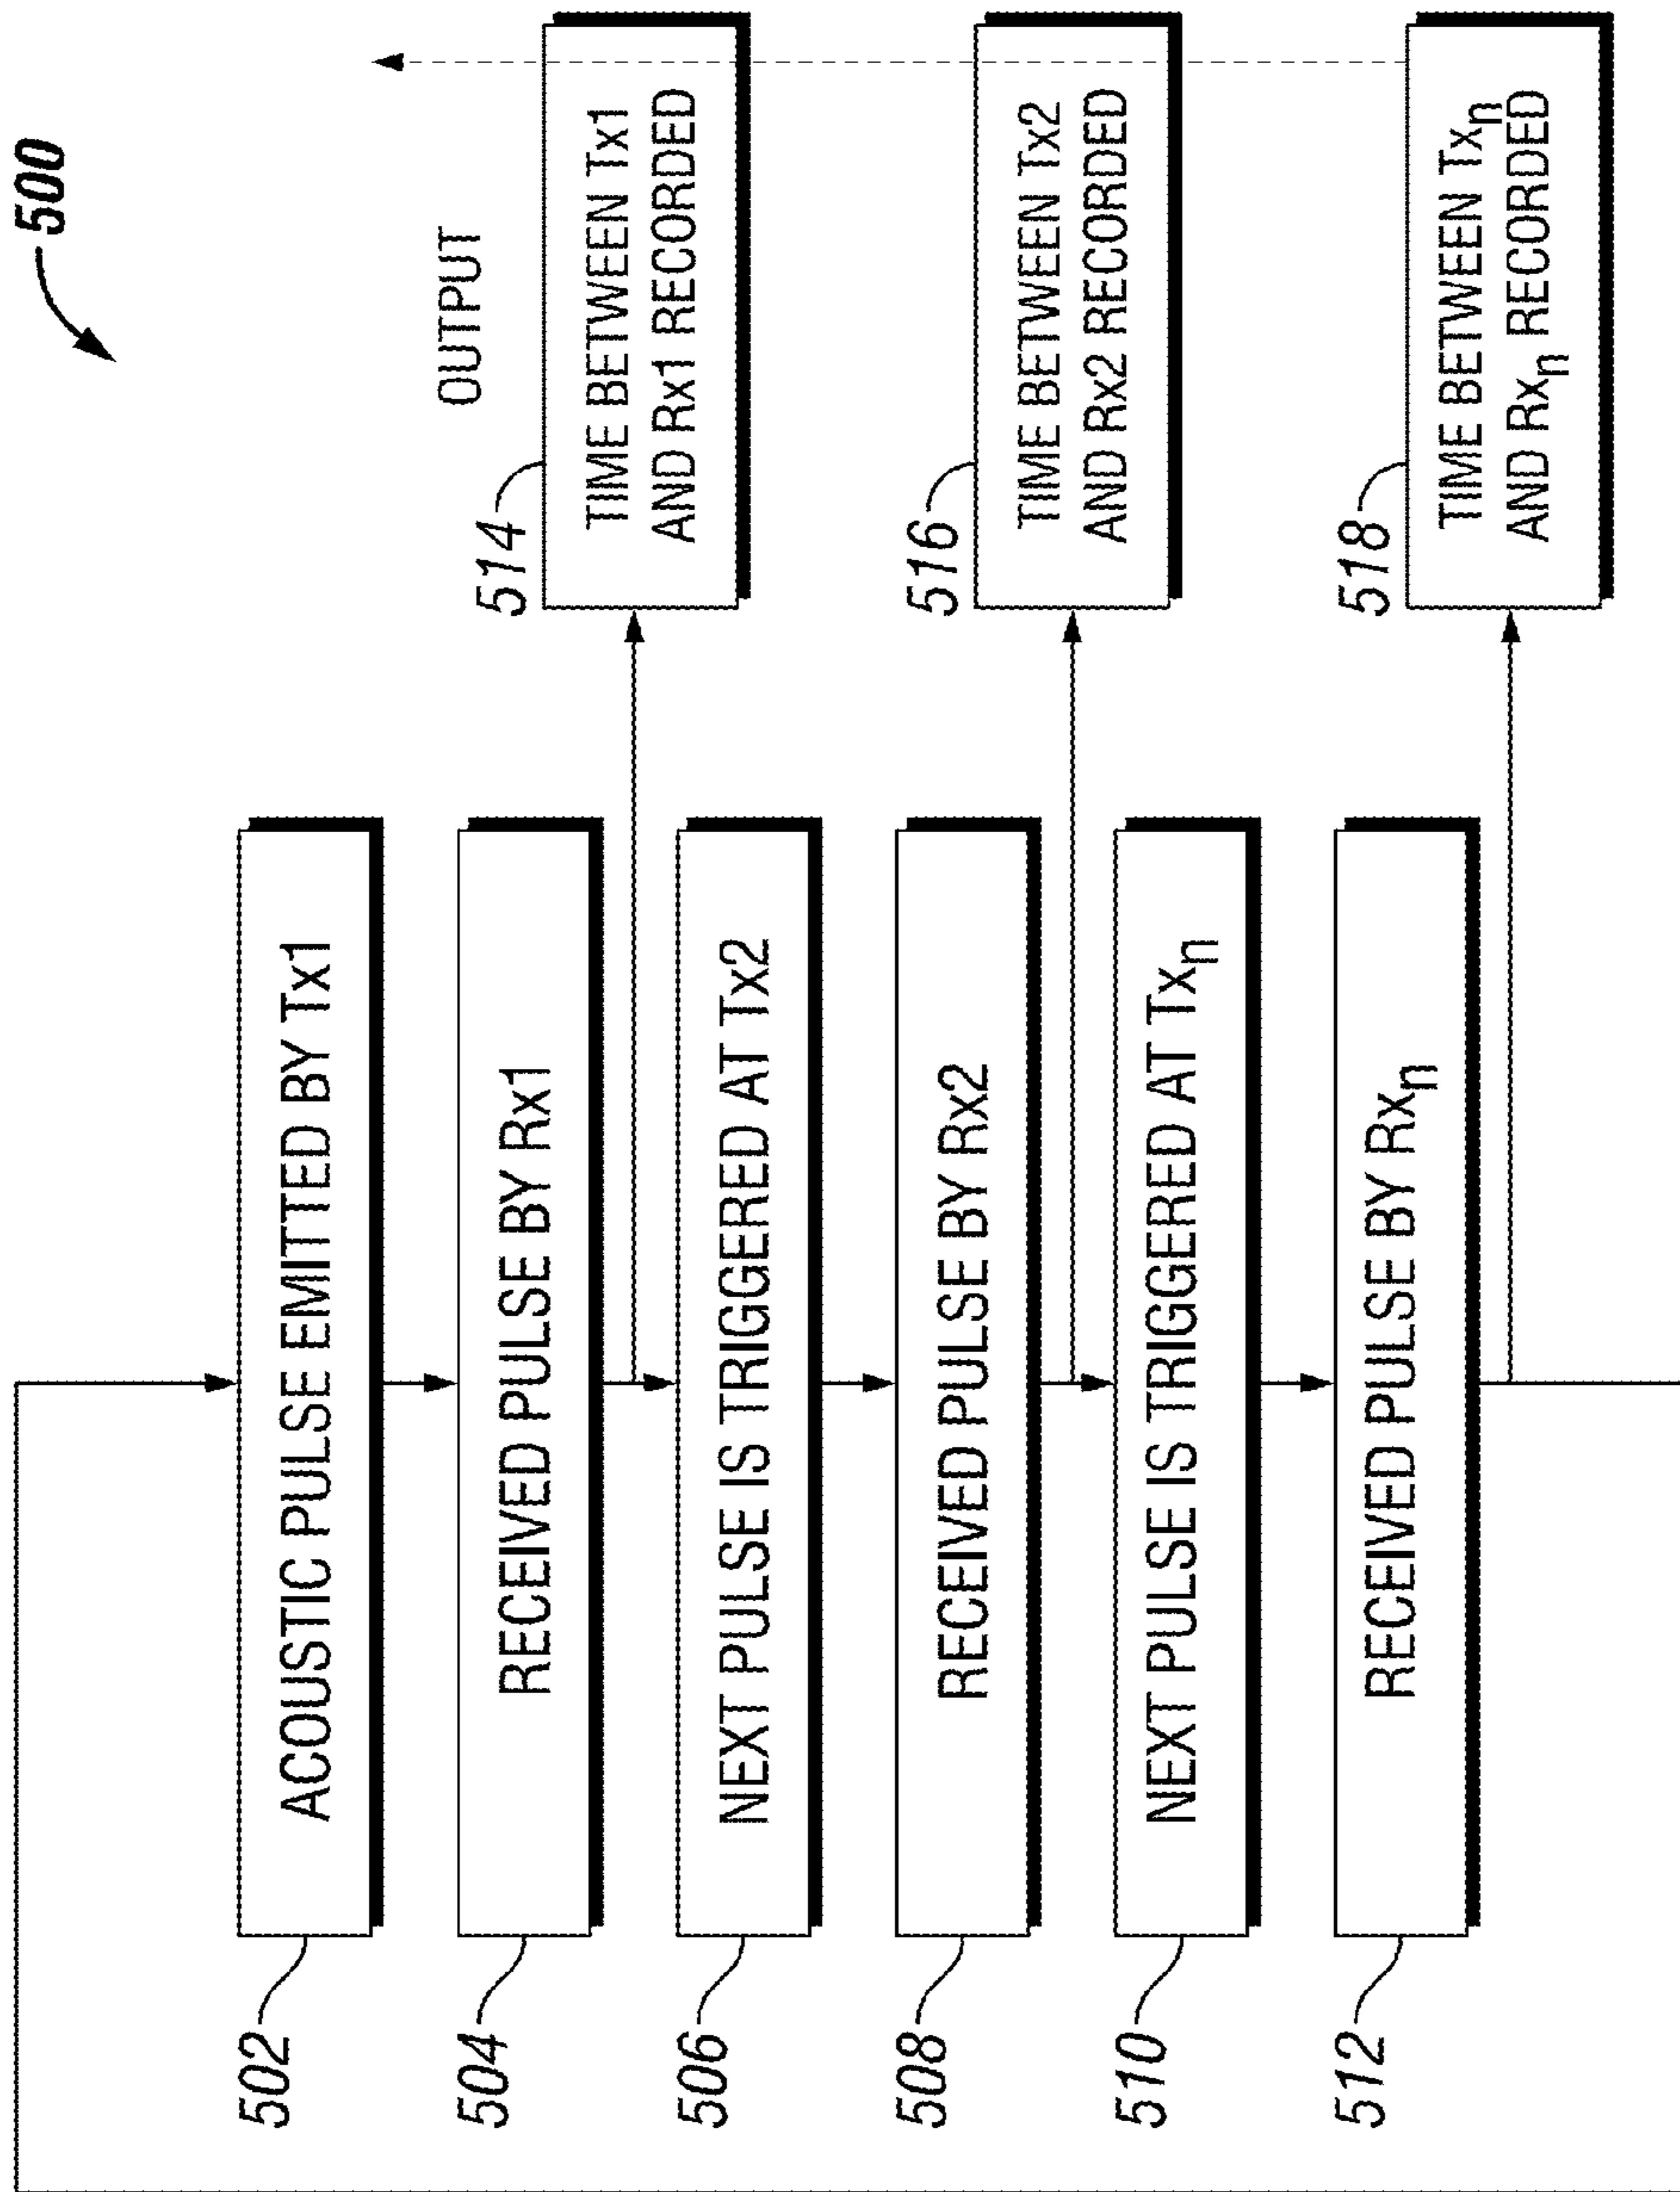 500
502
ACOUSTIC PULSE EMITTED BY Tx1
504
RECEIVED PULSE BY Rx1
506
NEXT PULSE IS TRIGGERED AT Tx2
508
RECEIVED PULSE BY Rx2
510
NEXT PULSE IS TRIGGERED AT Txn
512
RECEIVED PULSE BY Rxn
OUTPUT
514
TIME BETWEEN Tx1
AND Rx1 RECORDED
516
TIME BETWEEN Tx2
AND Rx2 RECORDED
518
TIME BETWEEN Txn
AND Rxn RECORDED